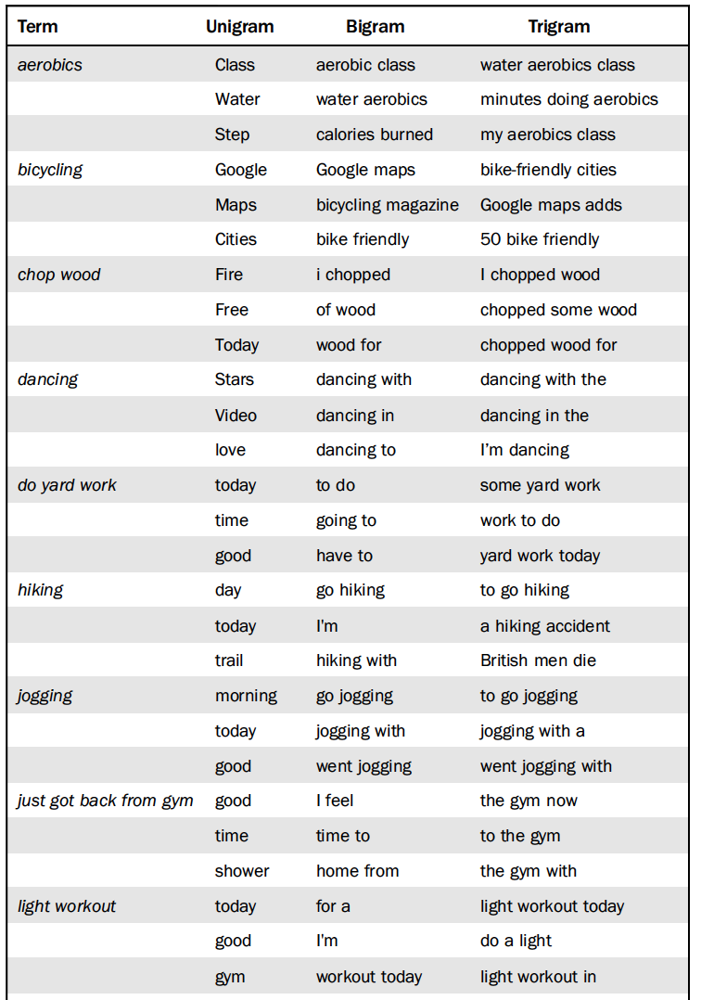 Term Unigram Bigram Trigram
aerobics Class aerobic class water aerobics class
Water water aerobics minutes doing aerobics
Step calories burned my aerobics class
bicycling Google Google maps bike-friendly cities
Maps bicycling magazine Google maps adds
Cities bike friendly 50 bike friendly
chop wood Fire i chopped I chopped wood
Free of wood chopped some wood
Today wood for chopped wood for
dancing Stars dancing with dancing with the
Video dancing in dancing in the
love dancing to I’m dancing
do yard work today to do some yard work
time going to work to do
good have to yard work today
hiking day go hiking to go hiking
today I'm a hiking accident
trail hiking with British men die
jogging morning go jogging to go jogging
today jogging with jogging with a
good went jogging went jogging with
just got back from gym good I feel the gym now
time time to to the gym
shower home from the gym with
light workout today for a light workout today
good I'm do a light
gym workout today light workout in